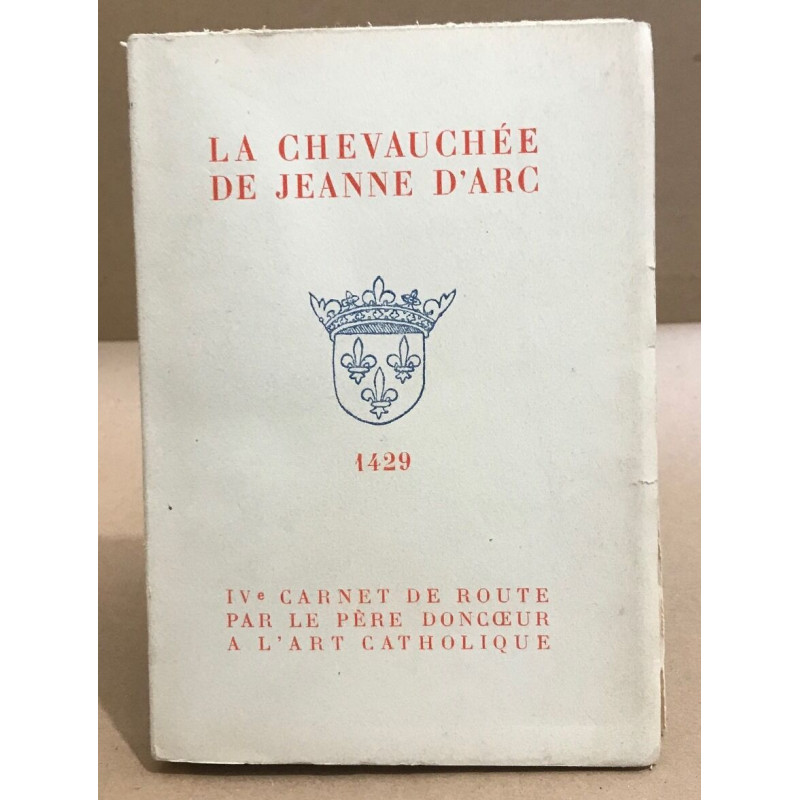 LA CHEVAUCHÉE
DE JEANNE D'ARC
1429
IVe CARNET DE ROUTE
PAR LE PÈRE DONCŒUR
A L'ART CATHOLIQUE